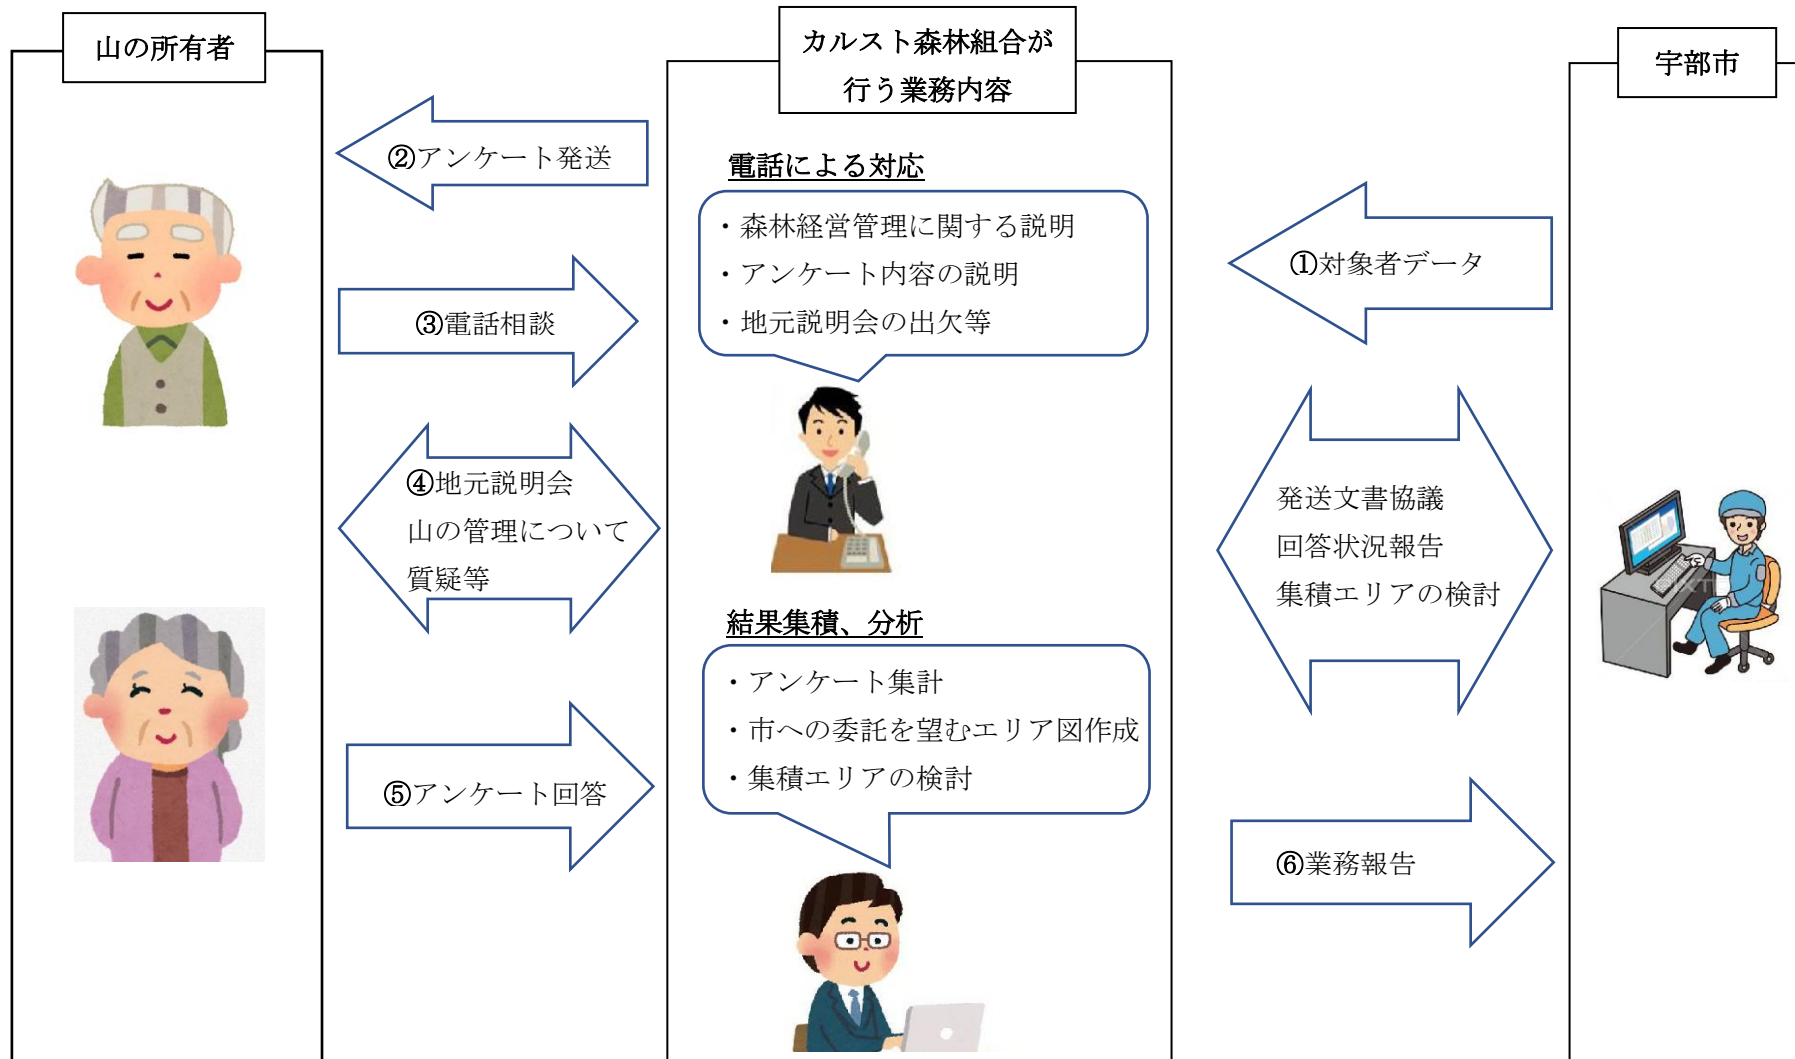 山の所有者
カルスト森林組合が
行う業務内容
宇部市
②アンケート発送
③電話相談
④地元説明会
山の管理について
質疑等
⑤アンケート回答
電話による対応
・森林経営管理に関する説明
・アンケート内容の説明
・地元説明会の出欠等
結果集積、分析
・アンケート集計
・市への委託を望むエリア図作成
・集積エリアの検討
①対象者データ
発送文書協議
回答状況報告
集積エリアの検討
⑥業務報告